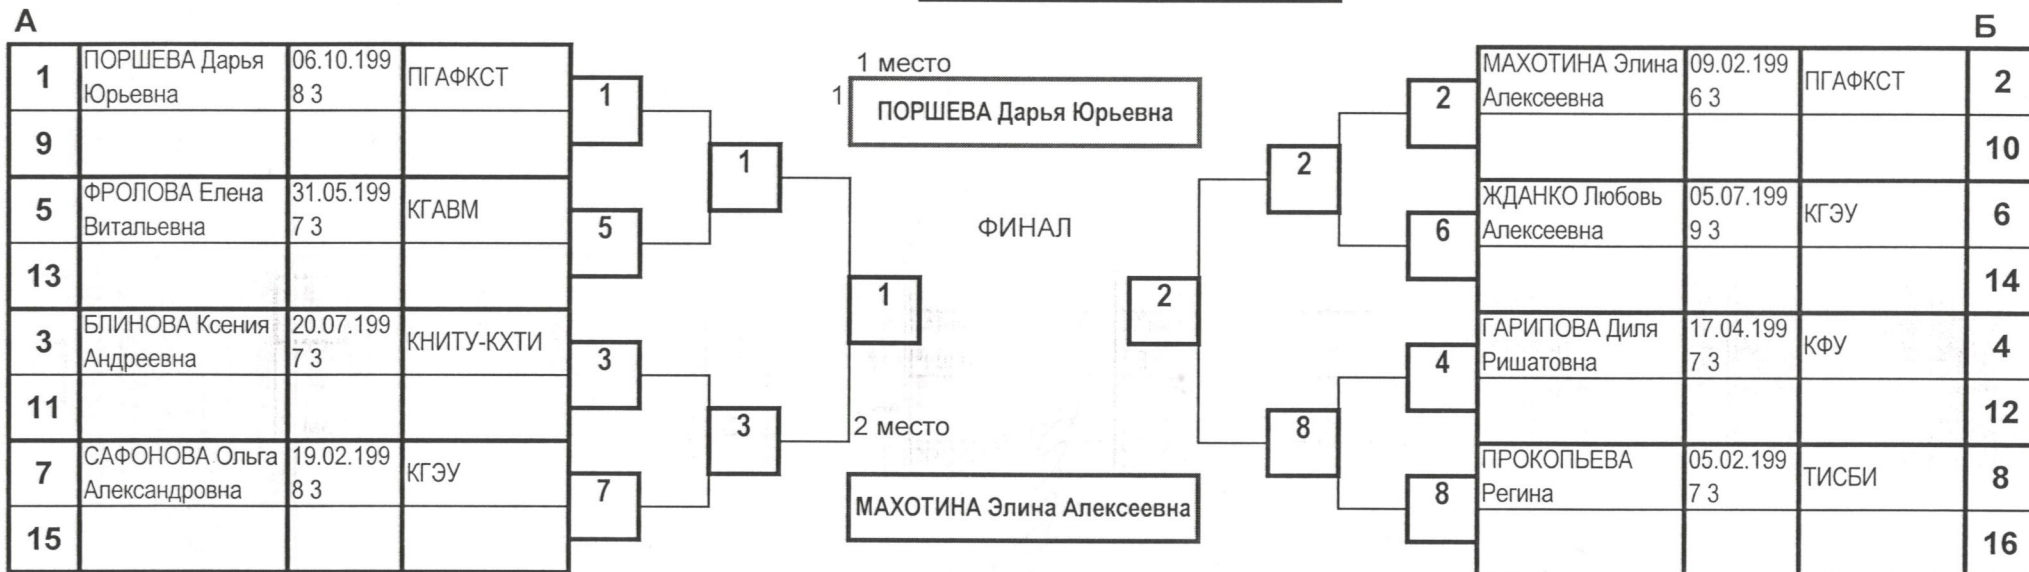 А
Б
1
ПОРШЕВА Дарья
Юрьевна
06.10.199
8 3
ПГАФКСТ
9
5
ФРОЛОВА Елена
Витальевна
31.05.199
7 3
КГАВМ
13
3
БЛИНОВА Ксения
Андреевна
20.07.199
7 3
КНИТУ-КХТИ
11
7
САФОНОВА Ольга
Александровна
19.02.199
8 3
КГЭУ
15
1
5
3
7
1
3
1
1 место
1
ПОРШЕВА Дарья Юрьевна
ФИНАЛ
2 место
МАХОТИНА Элина Алексеевна
2
2
8
2
6
4
8
МАХОТИНА Элина
Алексеевна
09.02.199
6 3
ПГАФКСТ
2
10
ЖДАНКО Любовь
Алексеевна
05.07.199
9 3
КГЭУ
6
14
ГАРИПОВА Диля
Ришатовна
17.04.199
7 3
КФУ
4
12
ПРОКОПЬЕВА
Регина
05.02.199
7 3
ТИСБИ
8
16